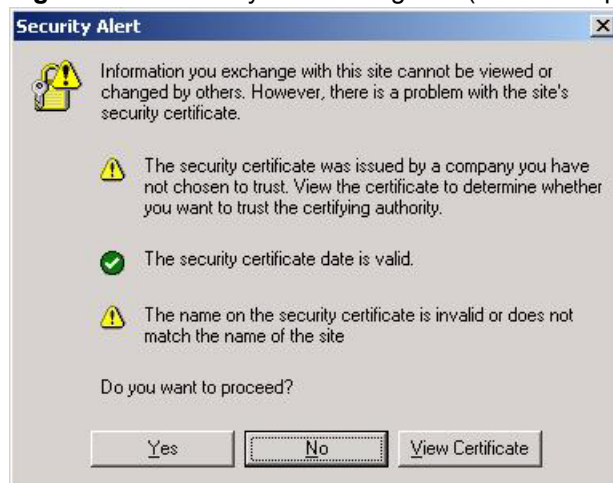 Security Alert
Information you exchange with this site cannot be viewed or
changed by others. However, there is a problem with the site's
security certificate.
The security certificate was issued by a company you have
not chosen to trust. View the certificate to determine whether
you want to trust the certifying authority.
The security certificate date is valid.
The name on the security certificate is invalid or does not
match the name of the site
Do you want to proceed?
Yes
No
View Certificate